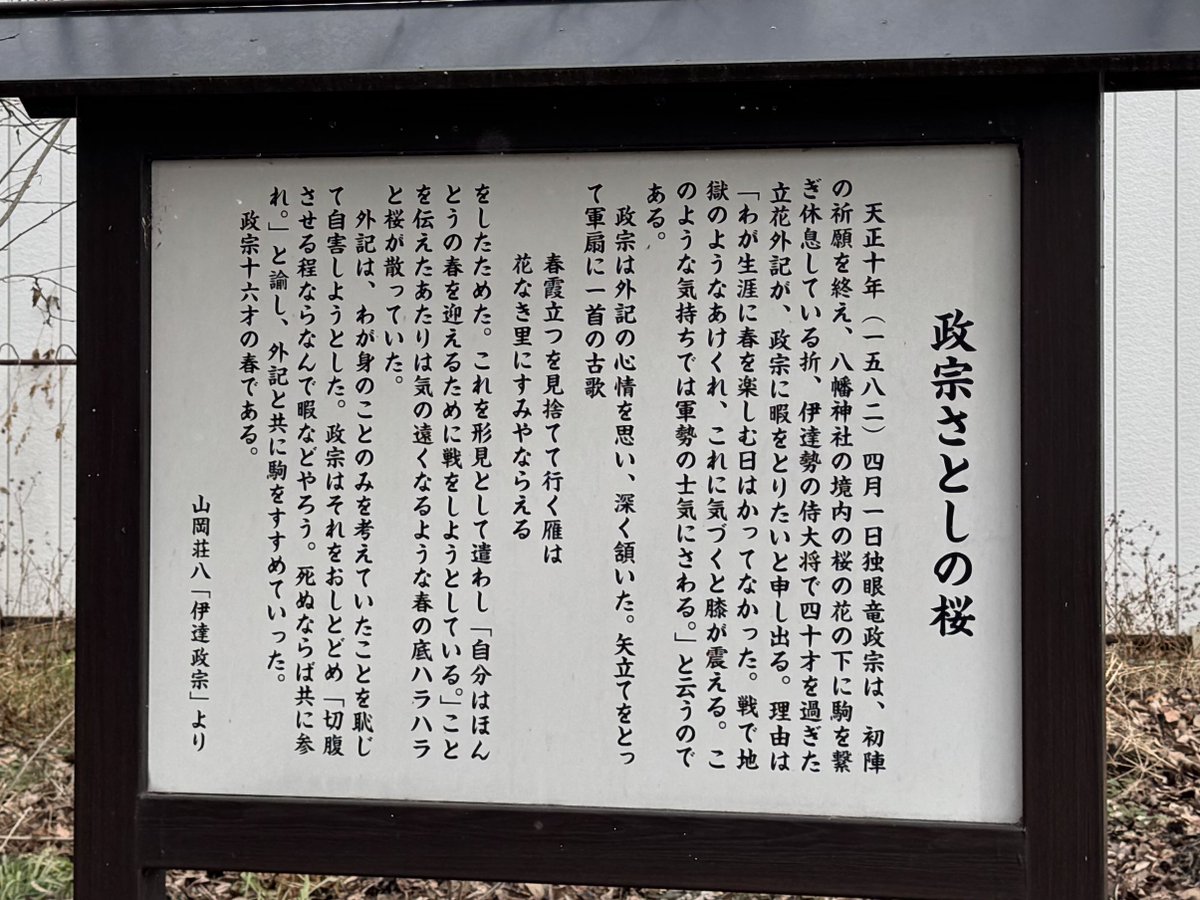 政宗さとしの桜
天正十年（一五八二）四月一日独眼竜政宗は、初陣
の祈願を終え、八幡神社の境内の桜の花の下に駒を繋
ぎ休息している折、伊達勢の侍大将で四十才を過ぎた
立花外記が、政宗に暇をとりたいと申し出る。理由は
「わが生涯に春を楽しむ日はかってなかった。戦で地
獄のようなあけくれ、これに気づくと膝が震える。こ
のような気持ちでは軍勢の士気にさわる。」と云うので
ある。
政宗は外記の心情を思い、深く頷いた。矢立てをとっ
て軍扇に一首の古歌
春霞立つを見捨てて行く雁は
花なき里にすみやならえる
をしたためた。これを形見として遣わし「自分はほん
とうの春を迎えるために戦をしようとしている。」こと
を伝えたあたりは気の遠くなるような春の底ハラハラ
と桜が散っていた。
外記は、わが身のことのみを考えていたことを恥じ
て自害しようとした。政宗はそれをおしとどめ「切腹
させる程ならなんで暇などやろう。死ぬならば共に参
れ。」と諭し、外記と共に駒をすすめていった。
政宗十六才の春である。
山岡荘八「伊達政宗」より